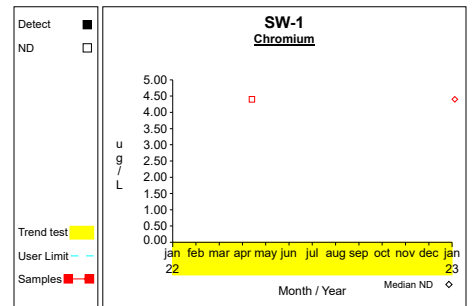 Detect
ND
Trend test
User Limit
Samples
SW-1
Chromium
ug/L
5.00
4.50
4.00
3.50
3.00
2.50
2.00
1.50
1.00
0.50
0.00
jan feb mar apr may jun jul aug sep oct nov dec jan
22 23
Month / Year
Median ND